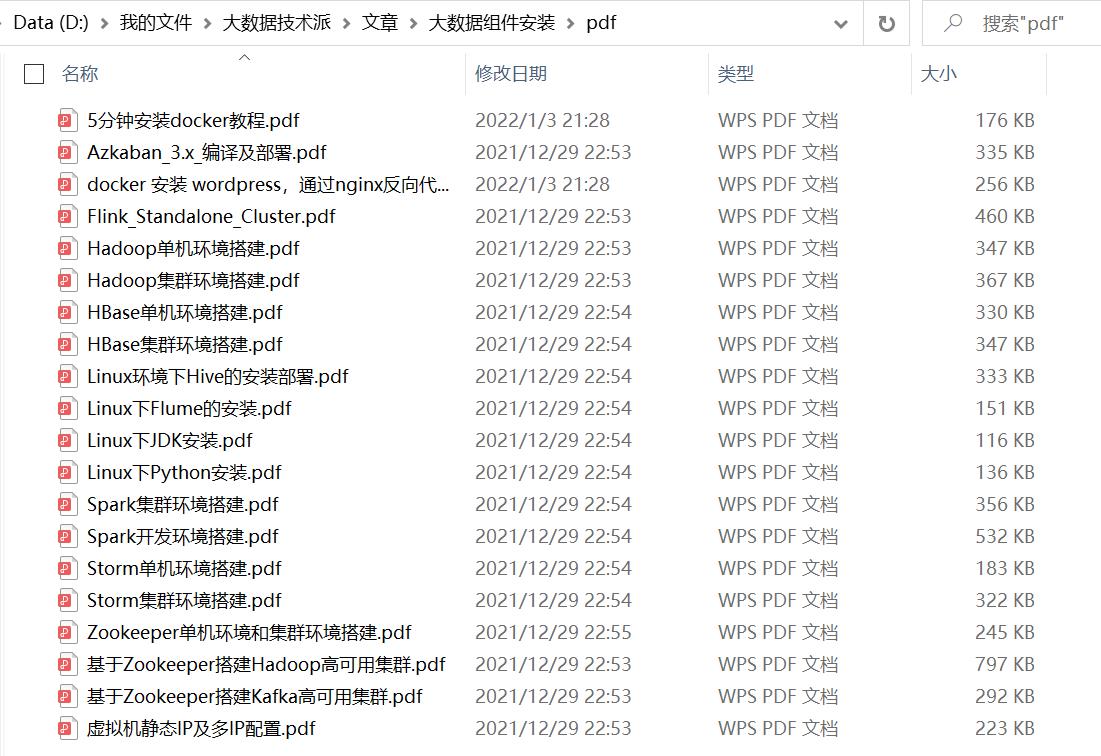 Data (D:) > 我的文件 > 大数据技术派 > 文章 > 大数据组件安装 > pdf 搜索"pdf"
名称 修改日期 类型 大小
5分钟安装docker教程.pdf 2022/1/3 21:28 WPS PDF 文档 176 KB
Azkaban_3.x_编译及部署.pdf 2021/12/29 22:53 WPS PDF 文档 335 KB
docker 安装 wordpress，通过nginx反向代... 2022/1/3 21:28 WPS PDF 文档 256 KB
Flink_Standalone_Cluster.pdf 2021/12/29 22:53 WPS PDF 文档 460 KB
Hadoop单机环境搭建.pdf 2021/12/29 22:53 WPS PDF 文档 347 KB
Hadoop集群环境搭建.pdf 2021/12/29 22:53 WPS PDF 文档 367 KB
HBase单机环境搭建.pdf 2021/12/29 22:54 WPS PDF 文档 330 KB
HBase集群环境搭建.pdf 2021/12/29 22:54 WPS PDF 文档 347 KB
Linux环境下Hive的安装部署.pdf 2021/12/29 22:54 WPS PDF 文档 333 KB
Linux下Flume的安装.pdf 2021/12/29 22:54 WPS PDF 文档 151 KB
Linux下JDK安装.pdf 2021/12/29 22:54 WPS PDF 文档 116 KB
Linux下Python安装.pdf 2021/12/29 22:54 WPS PDF 文档 136 KB
Spark集群环境搭建.pdf 2021/12/29 22:54 WPS PDF 文档 356 KB
Spark开发环境搭建.pdf 2021/12/29 22:54 WPS PDF 文档 532 KB
Storm单机环境搭建.pdf 2021/12/29 22:54 WPS PDF 文档 183 KB
Storm集群环境搭建.pdf 2021/12/29 22:54 WPS PDF 文档 322 KB
Zookeeper单机环境和集群环境搭建.pdf 2021/12/29 22:55 WPS PDF 文档 245 KB
基于Zookeeper搭建Hadoop高可用集群.pdf 2021/12/29 22:53 WPS PDF 文档 797 KB
基于Zookeeper搭建Kafka高可用集群.pdf 2021/12/29 22:53 WPS PDF 文档 292 KB
虚拟机静态IP及多IP配置.pdf 2021/12/29 22:53 WPS PDF 文档 223 KB